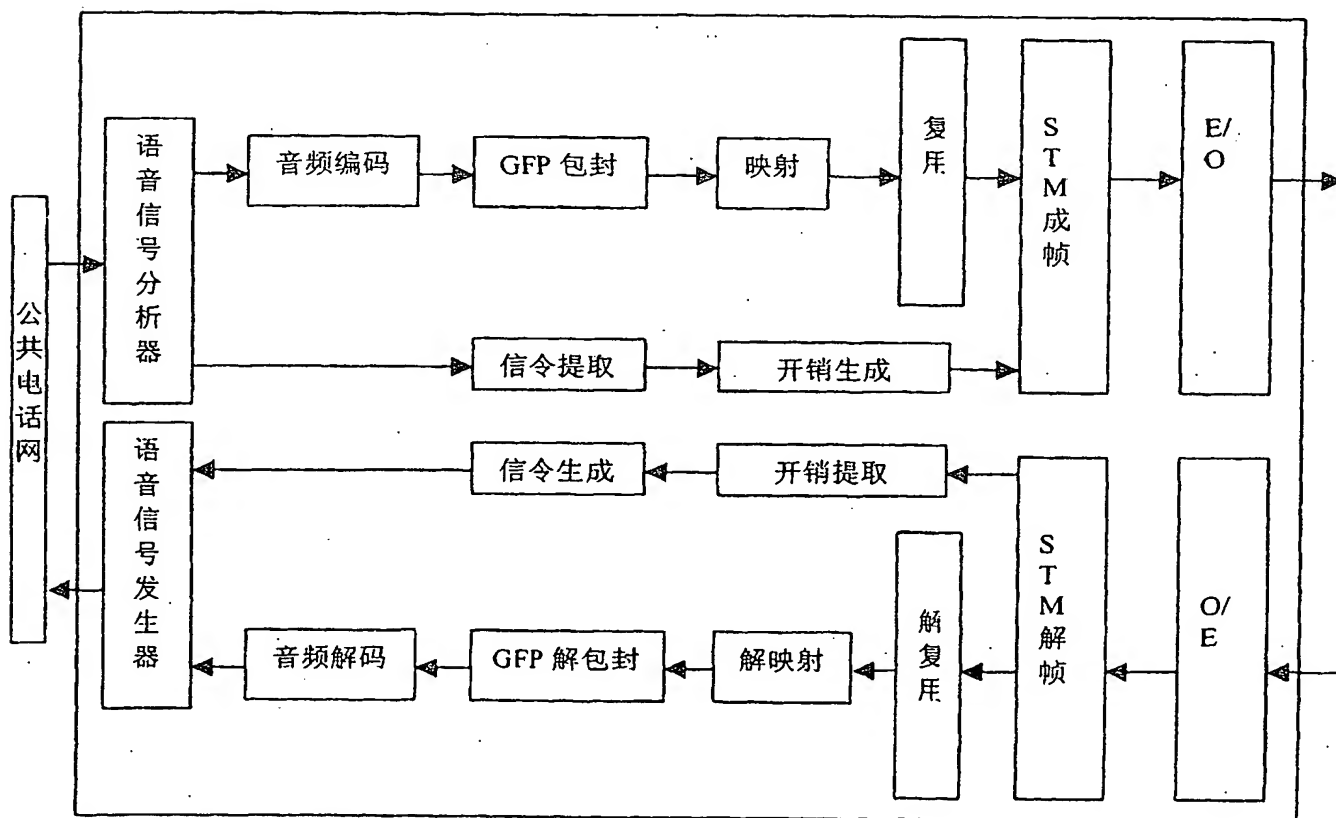 公共电话网
语音信号分析器
音频编码
GFP 包封
映射
复用
STM成帧
E/
O
信令提取
开销生成
语音信号发生器
信令生成
开销提取
音频解码
GFP 解包封
解映射
解复用
STM解帧
O/
E